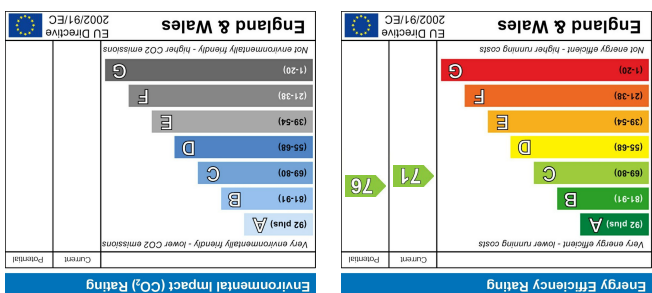 Energy Efficiency Rating
Current
Potential
Very energy efficient - lower running costs
(92 plus) A
(81-91) B
(69-80) C
(55-68) D
(39-54) E
(21-38) F
(1-20) G
71
76
Not energy efficient - higher running costs
England & Wales
EU Directive
2002/91/EC
Environmental Impact (CO₂) Rating
Current
Potential
Very environmentally friendly - lower CO2 emissions
(92 plus) A
(81-91) B
(69-80) C
(55-68) D
(39-54) E
(21-38) F
(1-20) G
Not environmentally friendly - higher CO2 emissions
England & Wales
EU Directive
2002/91/EC